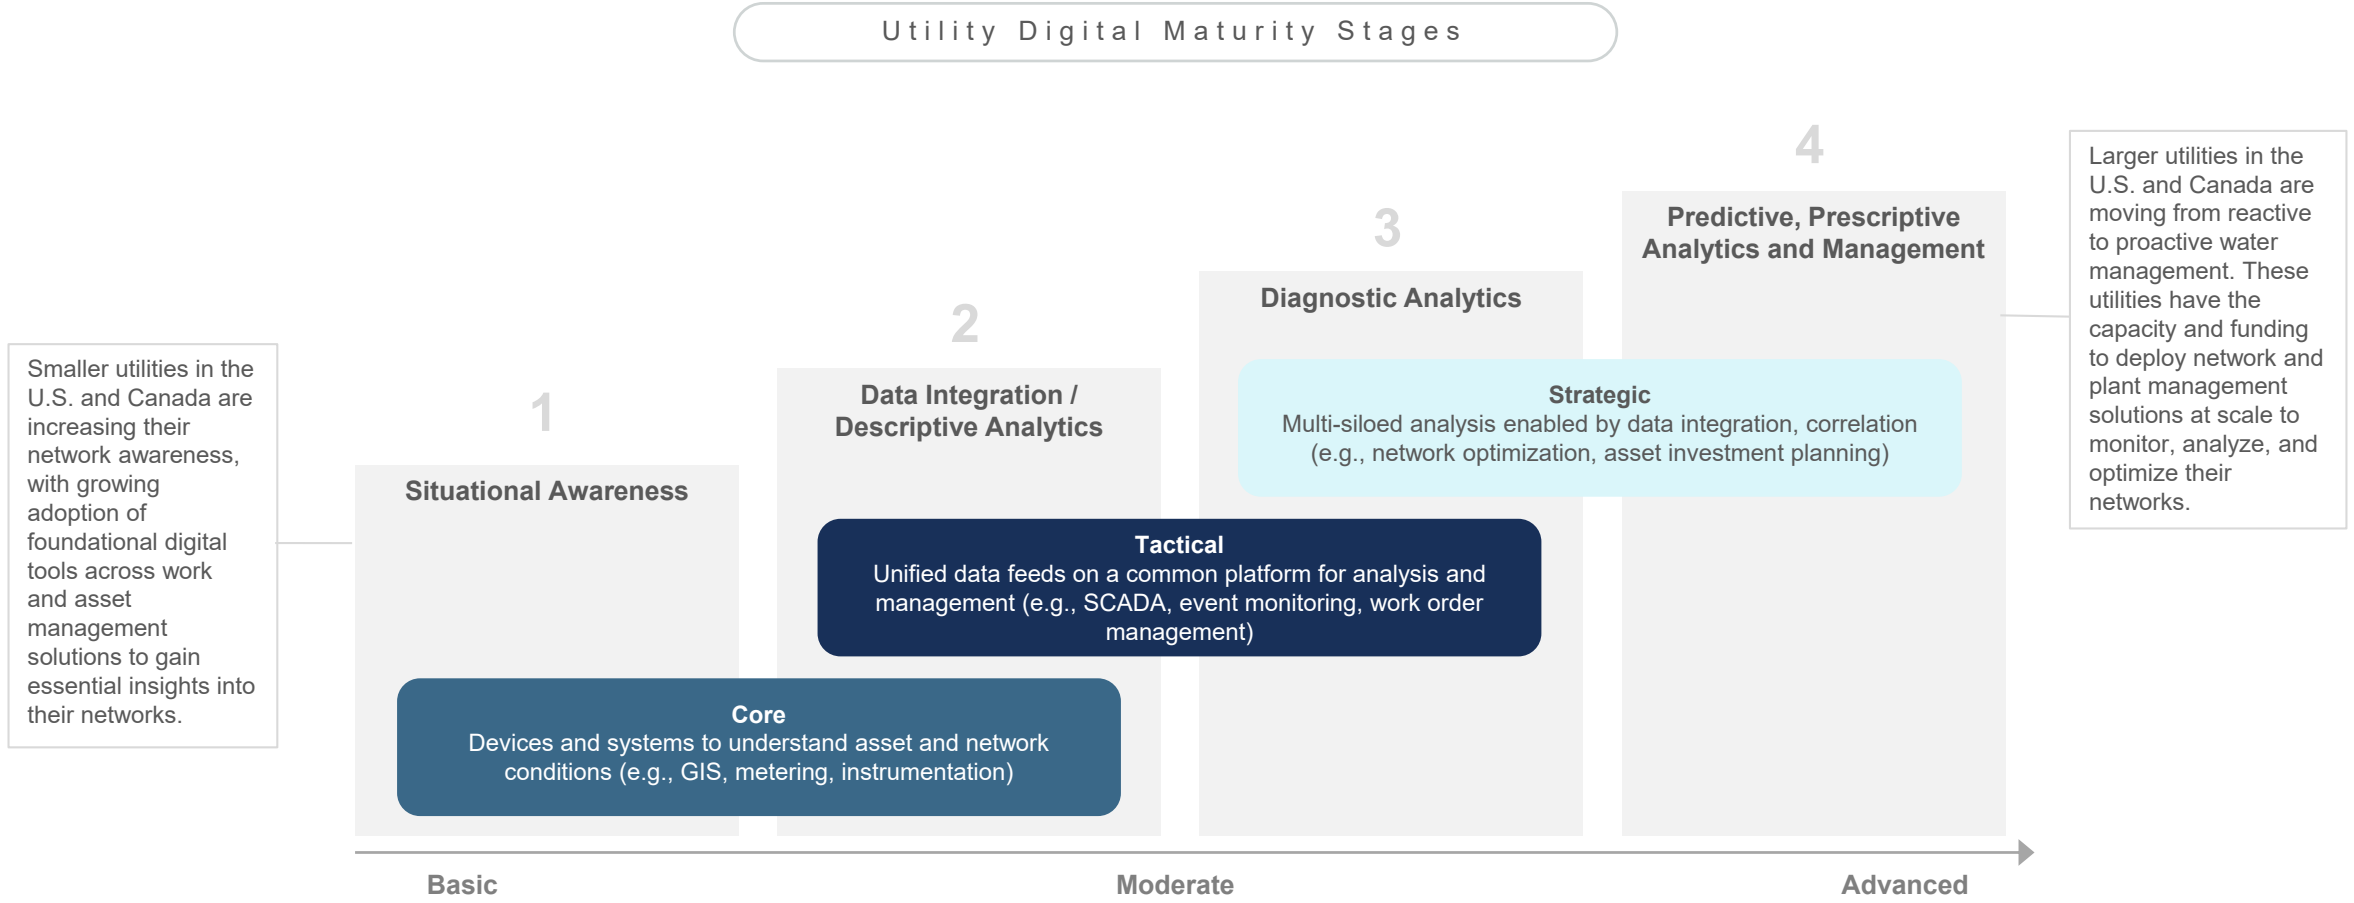 Utility Digital Maturity Stages
Smaller utilities in the
U.S. and Canada are
increasing their
network awareness,
with growing
adoption of
foundational digital
tools across work
and asset
management
solutions to gain
essential insights into
their networks.
1
Situational Awareness
2
Data Integration /
Descriptive Analytics
3
Diagnostic Analytics
4
Predictive, Prescriptive
Analytics and Management
Strategic
Multi-siloed analysis enabled by data integration, correlation
(e.g., network optimization, asset investment planning)
Tactical
Unified data feeds on a common platform for analysis and
management (e.g., SCADA, event monitoring, work order
management)
Core
Devices and systems to understand asset and network
conditions (e.g., GIS, metering, instrumentation)
Larger utilities in the
U.S. and Canada are
moving from reactive
to proactive water
management. These
utilities have the
capacity and funding
to deploy network and
plant management
solutions at scale to
monitor, analyze, and
optimize their
networks.
Basic
Moderate
Advanced